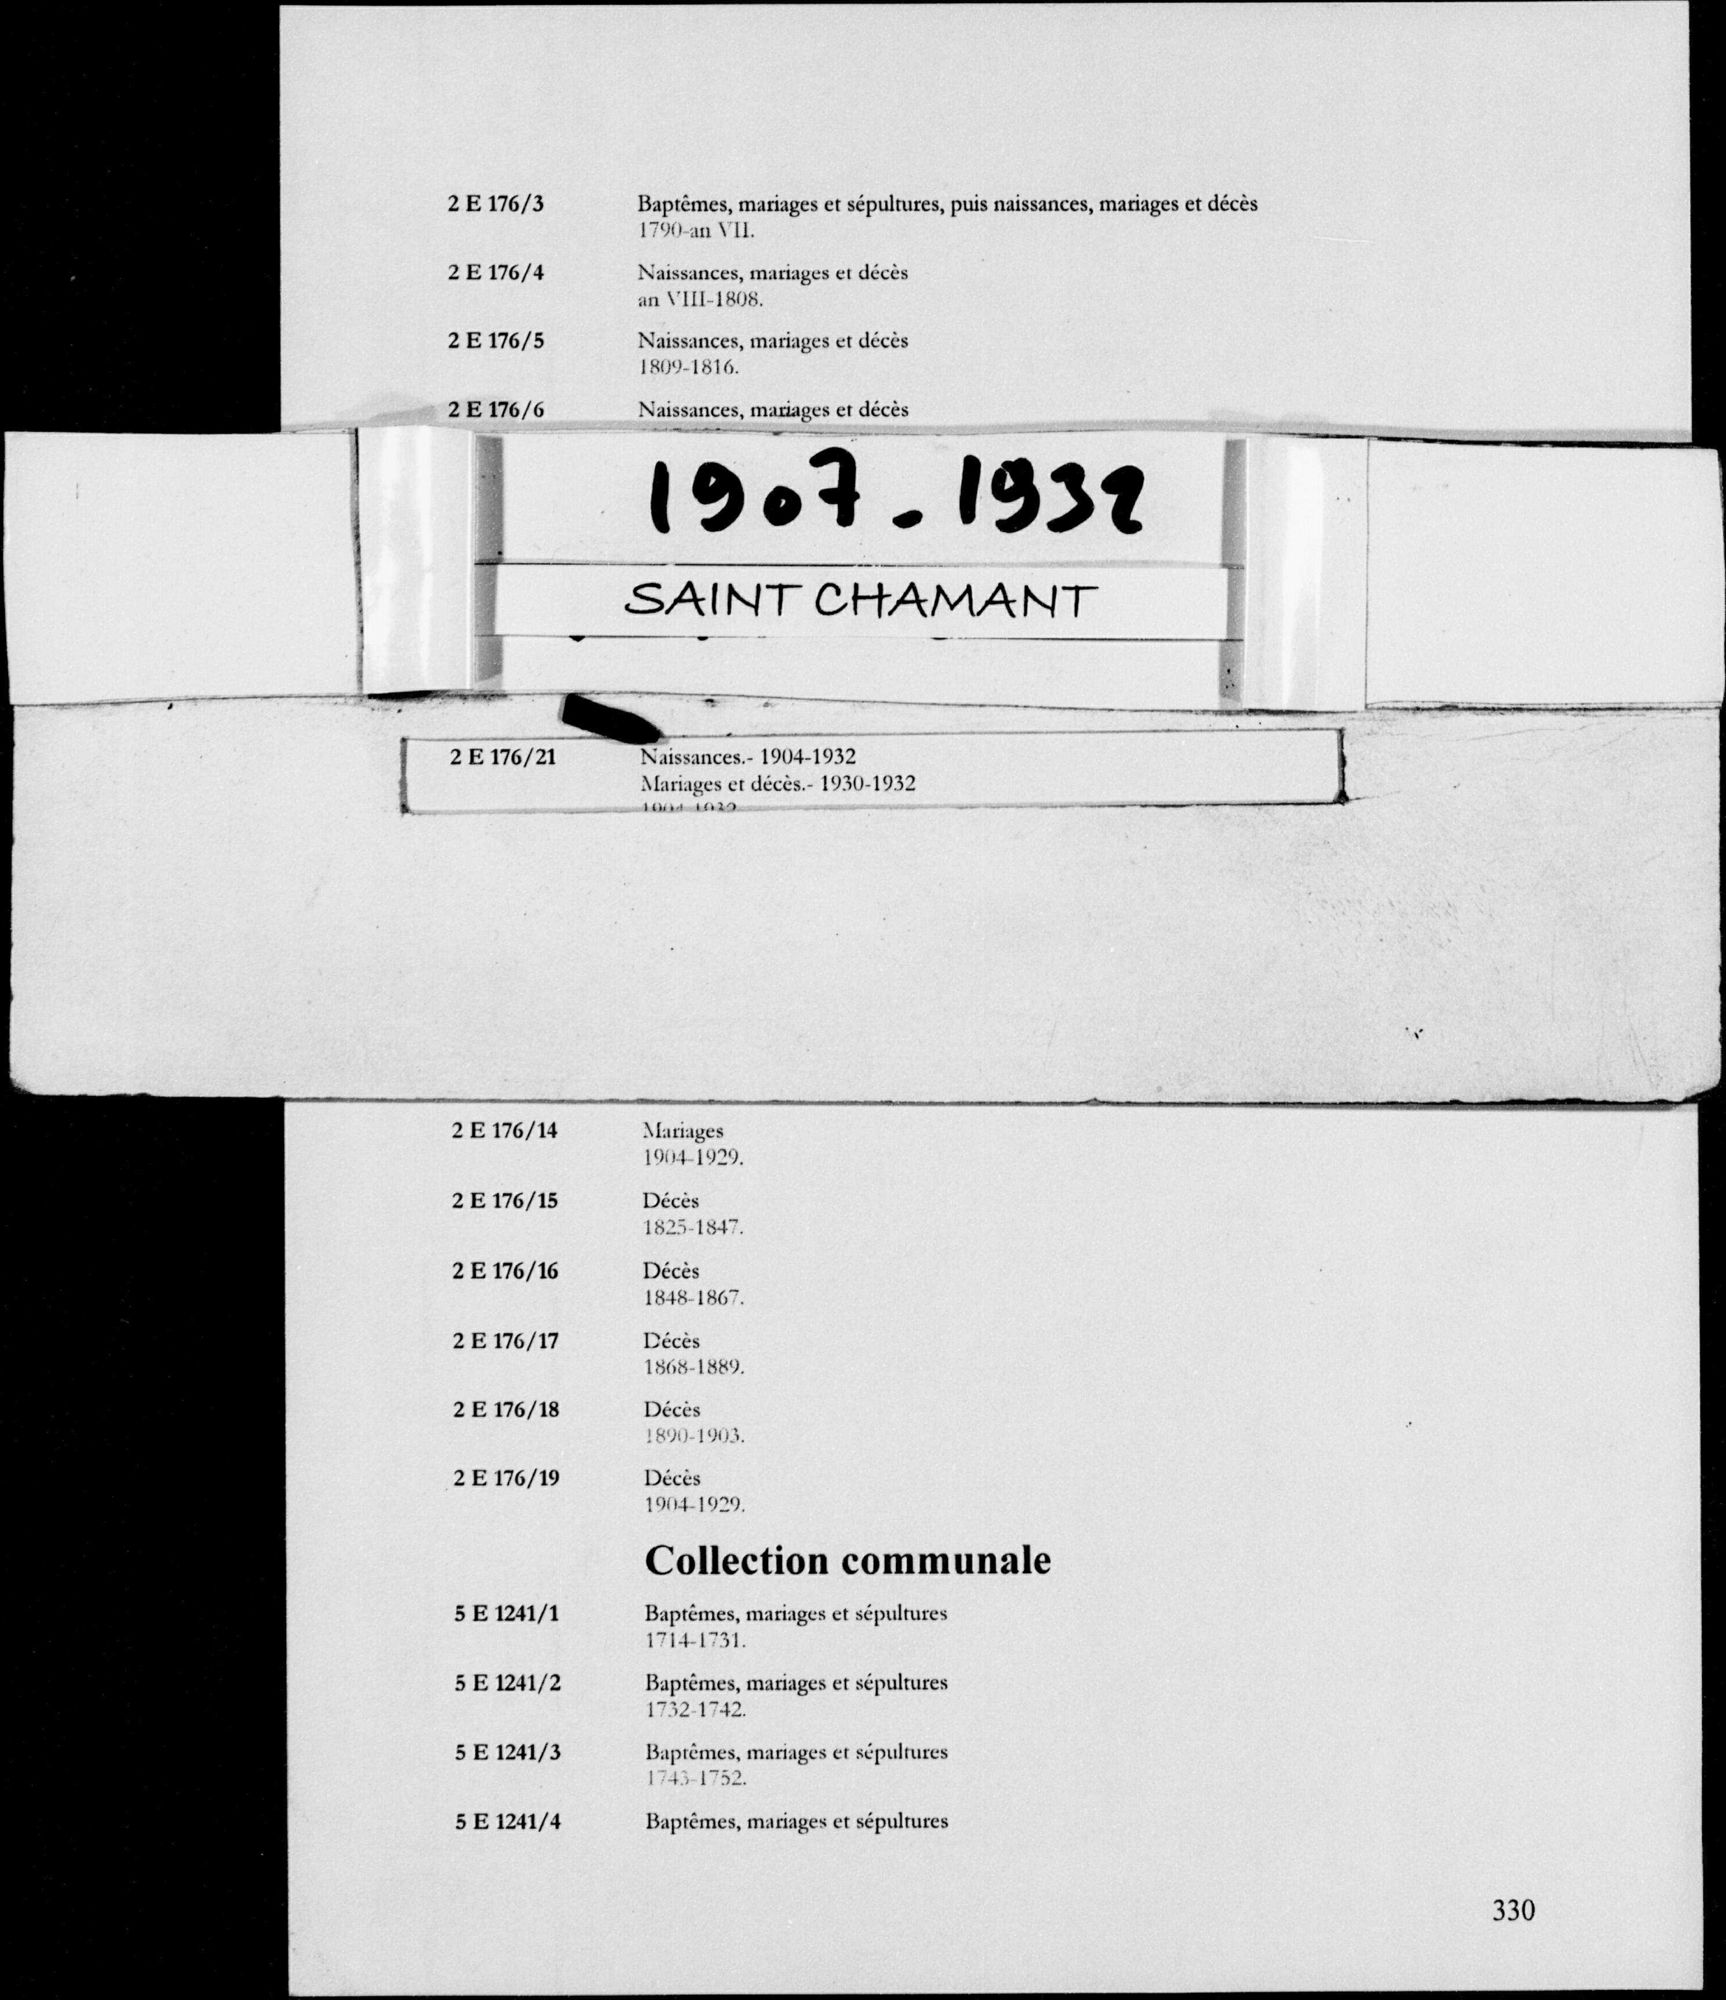 2 E 176/3 Baptêmes, mariages et sépultures, puis naissances, mariages et décès
1790-an VII.
2 E 176/4 Naissances, mariages et décès
an VIII-1808.
2 E 176/5 Naissances, mariages et décès
1809-1816.
2 E 176/6 Naissances, mariages et décès
1907-1932
SAINT CHAMANT
2 E 176/21 Naissances.- 1904-1932
Mariages et décès.- 1930-1932
1904-1932
2 E 176/14 Mariages
1904-1929.
2 E 176/15 Décès
1825-1847.
2 E 176/16 Décès
1848-1867.
2 E 176/17 Décès
1868-1889.
2 E 176/18 Décès
1890-1903.
2 E 176/19 Décès
1904-1929.
Collection communale
5 E 1241/1 Baptêmes, mariages et sépultures
1714-1731.
5 E 1241/2 Baptêmes, mariages et sépultures
1732-1742.
5 E 1241/3 Baptêmes, mariages et sépultures
1743-1752.
5 E 1241/4 Baptêmes, mariages et sépultures
330